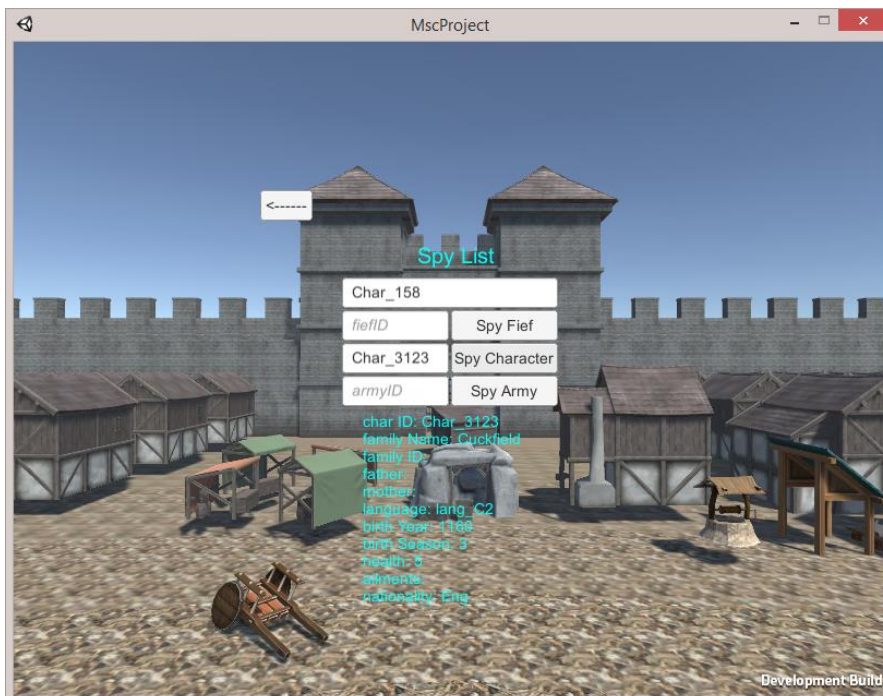 MscProject
<------
Spy List
Char_158
fiefID
Spy Fief
Char_3123
Spy Character
armyID
Spy Army
char ID: Char_3123
family Name: Cuckfield
family ID:
father:
mother:
language: lang_C2
birth Year: 1169
birth Season: 3
health: 5
ailments:
nationality: Eng
Development Build